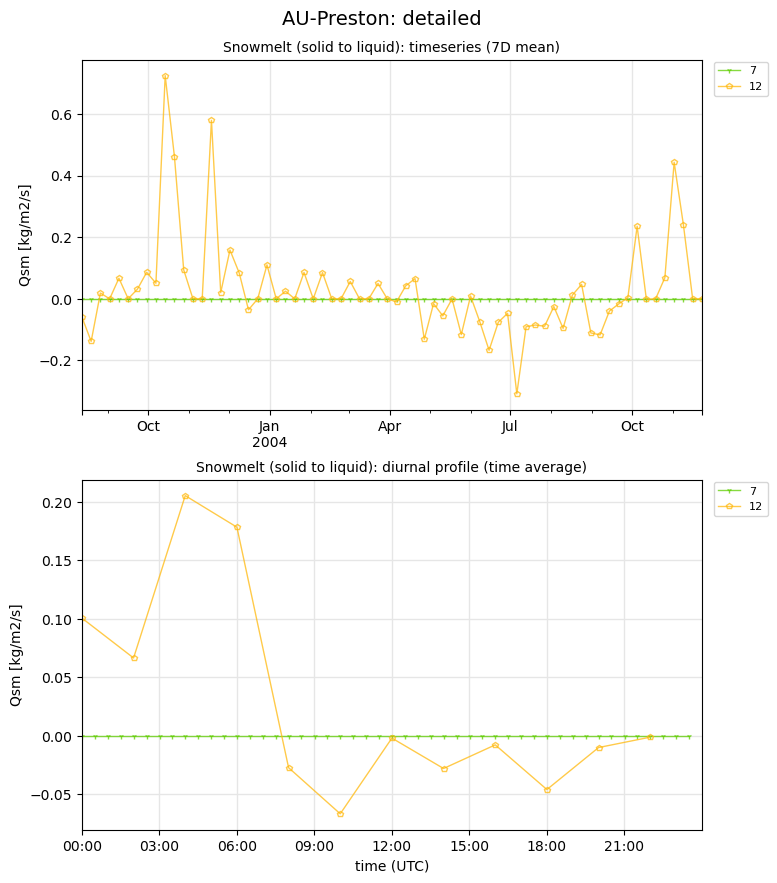 AU-Preston: detailed
Snowmelt (solid to liquid): timeseries (7D mean)
7
12
0.6
0.4
0.2
0.0
−0.2
Qsm [kg/m2/s]
Oct
Jan
2004
Apr
Jul
Oct
Snowmelt (solid to liquid): diurnal profile (time average)
7
12
0.20
0.15
0.10
0.05
0.00
−0.05
Qsm [kg/m2/s]
00:00
03:00
06:00
09:00
12:00
15:00
18:00
21:00
time (UTC)